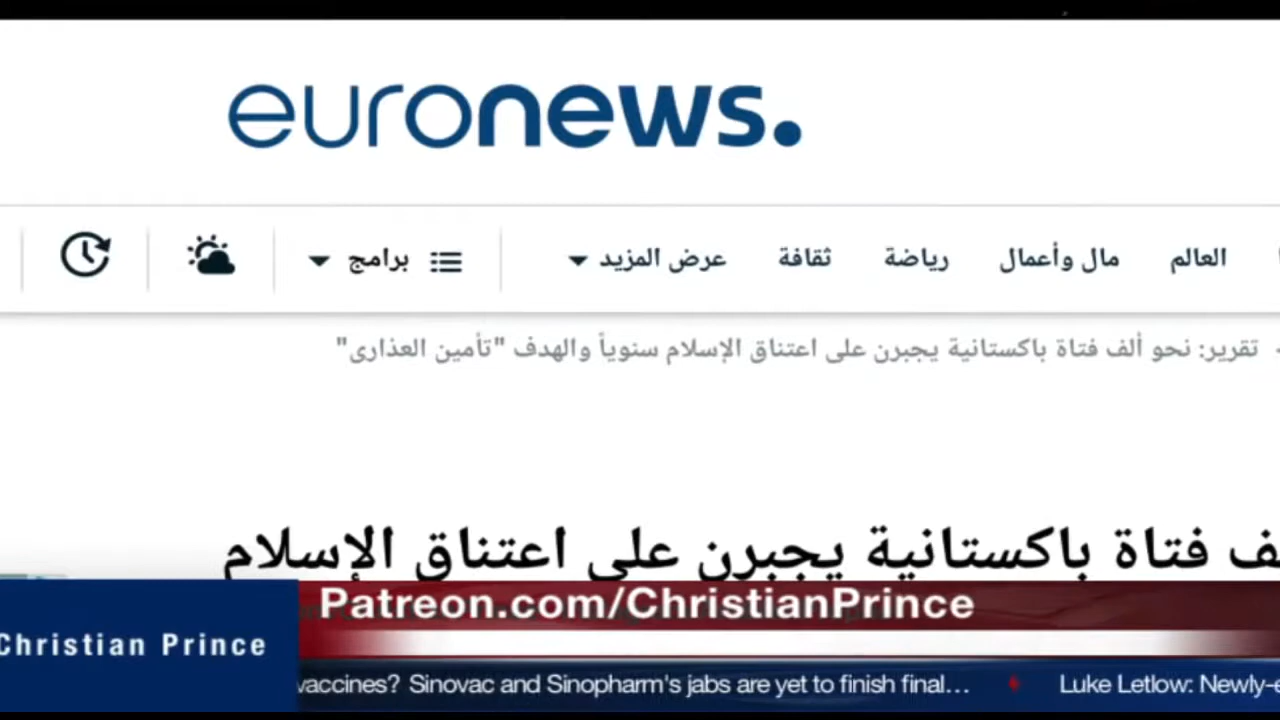 euronews.
العالم مال وأعمال رياضة ثقافة عرض المزيد برامج
تقرير: نحو ألف فتاة باكستانية يجبرن على اعتناق الإسلام سنوياً والهدف "تأمين العذارى"
فتاة باكستانية يجبرن على اعتناق الإسلام
Patreon.com/ChristianPrince
Christian Prince
vaccines? Sinovac and Sinopharm's jabs are yet to finish final... Luke Letlow: Newly-e